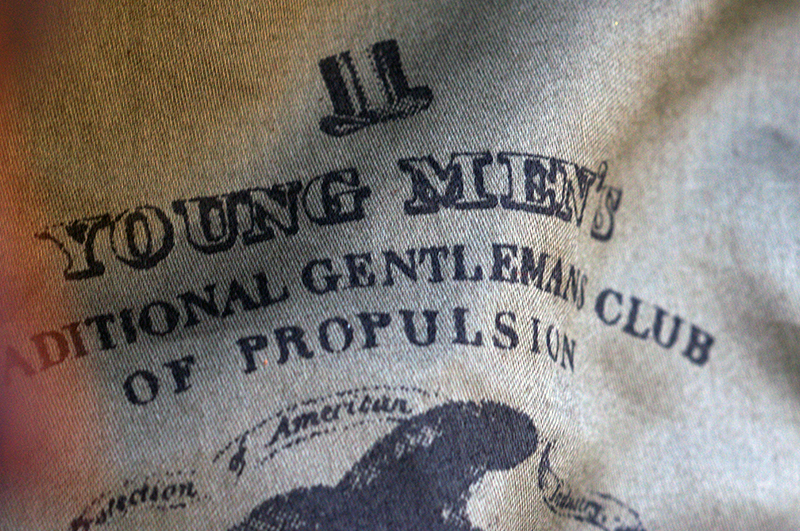 YOUNG MEN'S
ADITIONAL GENTLEMANS CLUB
OF PROPULSION
of American